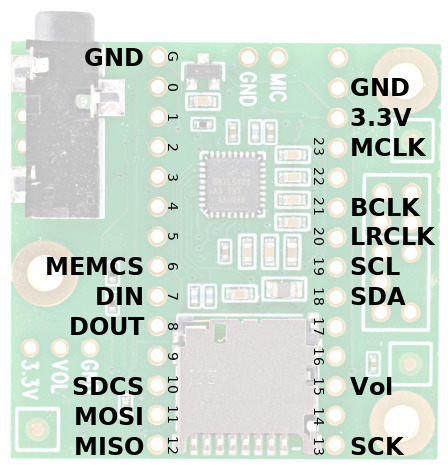 GND G
GND MIC
0 GND
1 3.3V
2 23 MCLK
3 22
4 21 BCLK
5 20 LRCLK
MEMCS 6 19 SCL
DIN 7 18 SDA
DOUT 8 17
9 16
3.3V VOL
SDCS 10 15 Vol
MOSI 11 14
MISO 12 13 SCK